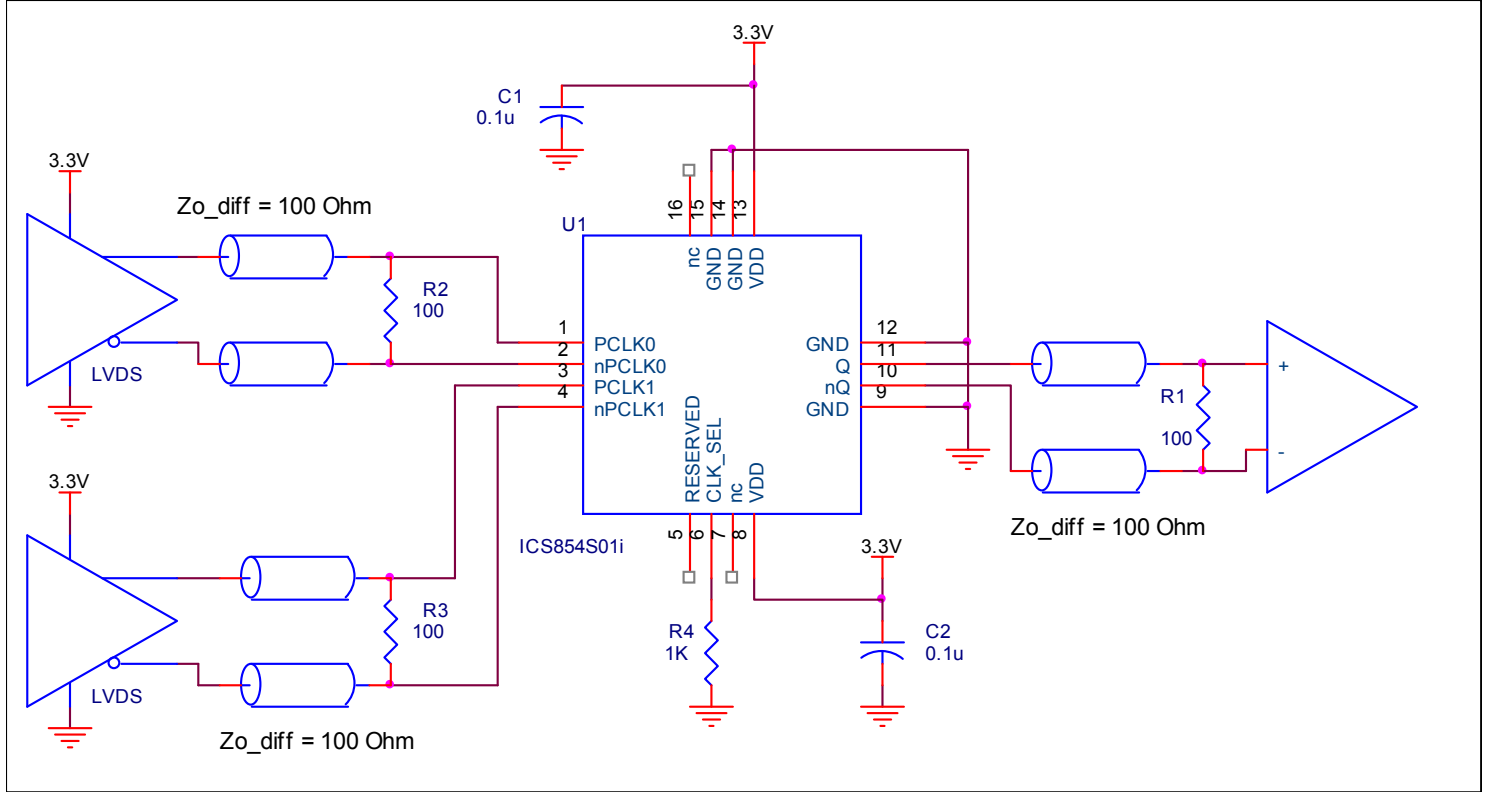 3.3V
C1
0.1u
3.3V
Zo_diff = 100 Ohm
R2
100
LVDS
U1
16
15
14
13
nc
GND
GND
VDD
1
2
3
4
PCLK0
nPCLK0
PCLK1
nPCLK1
12
11
10
9
GND
Q
nQ
GND
RESERVED
CLK_SEL
nc
VDD
5
6
7
8
ICS854S01i
R1
100
+
-
Zo_diff = 100 Ohm
3.3V
R3
100
LVDS
Zo_diff = 100 Ohm
R4
1K
3.3V
C2
0.1u